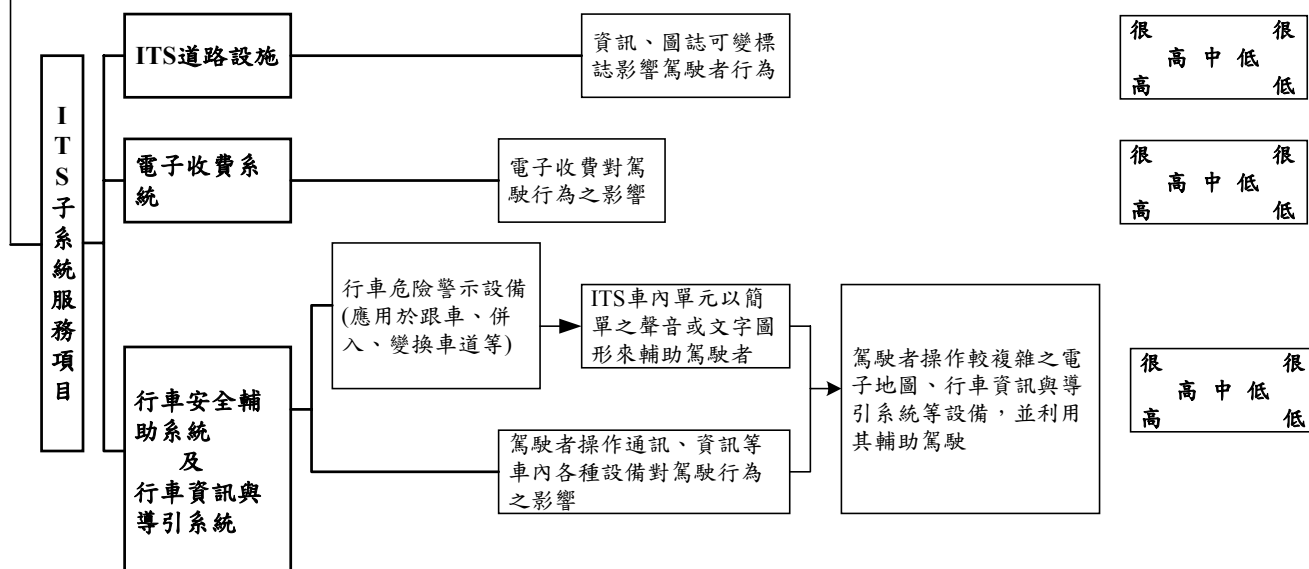 ITS子系統服務項目
ITS道路設施
資訊、圖誌可變標
誌影響駕駛者行為
很 很
高 中 低
高 低
電子收費系
統
電子收費對駕
駛行為之影響
很 很
高 中 低
高 低
行車安全輔
助系統
及
行車資訊與
導引系統
行車危險警示設備
(應用於跟車、併
入、變換車道等)
ITS車內單元以簡
單之聲音或文字圖
形來輔助駕駛者
駕駛者操作通訊、資訊等
車內各種設備對駕駛行為
之影響
駕駛者操作較複雜之電
子地圖、行車資訊與導
引系統等設備，並利用
其輔助駕駛
很 很
高 中 低
高 低